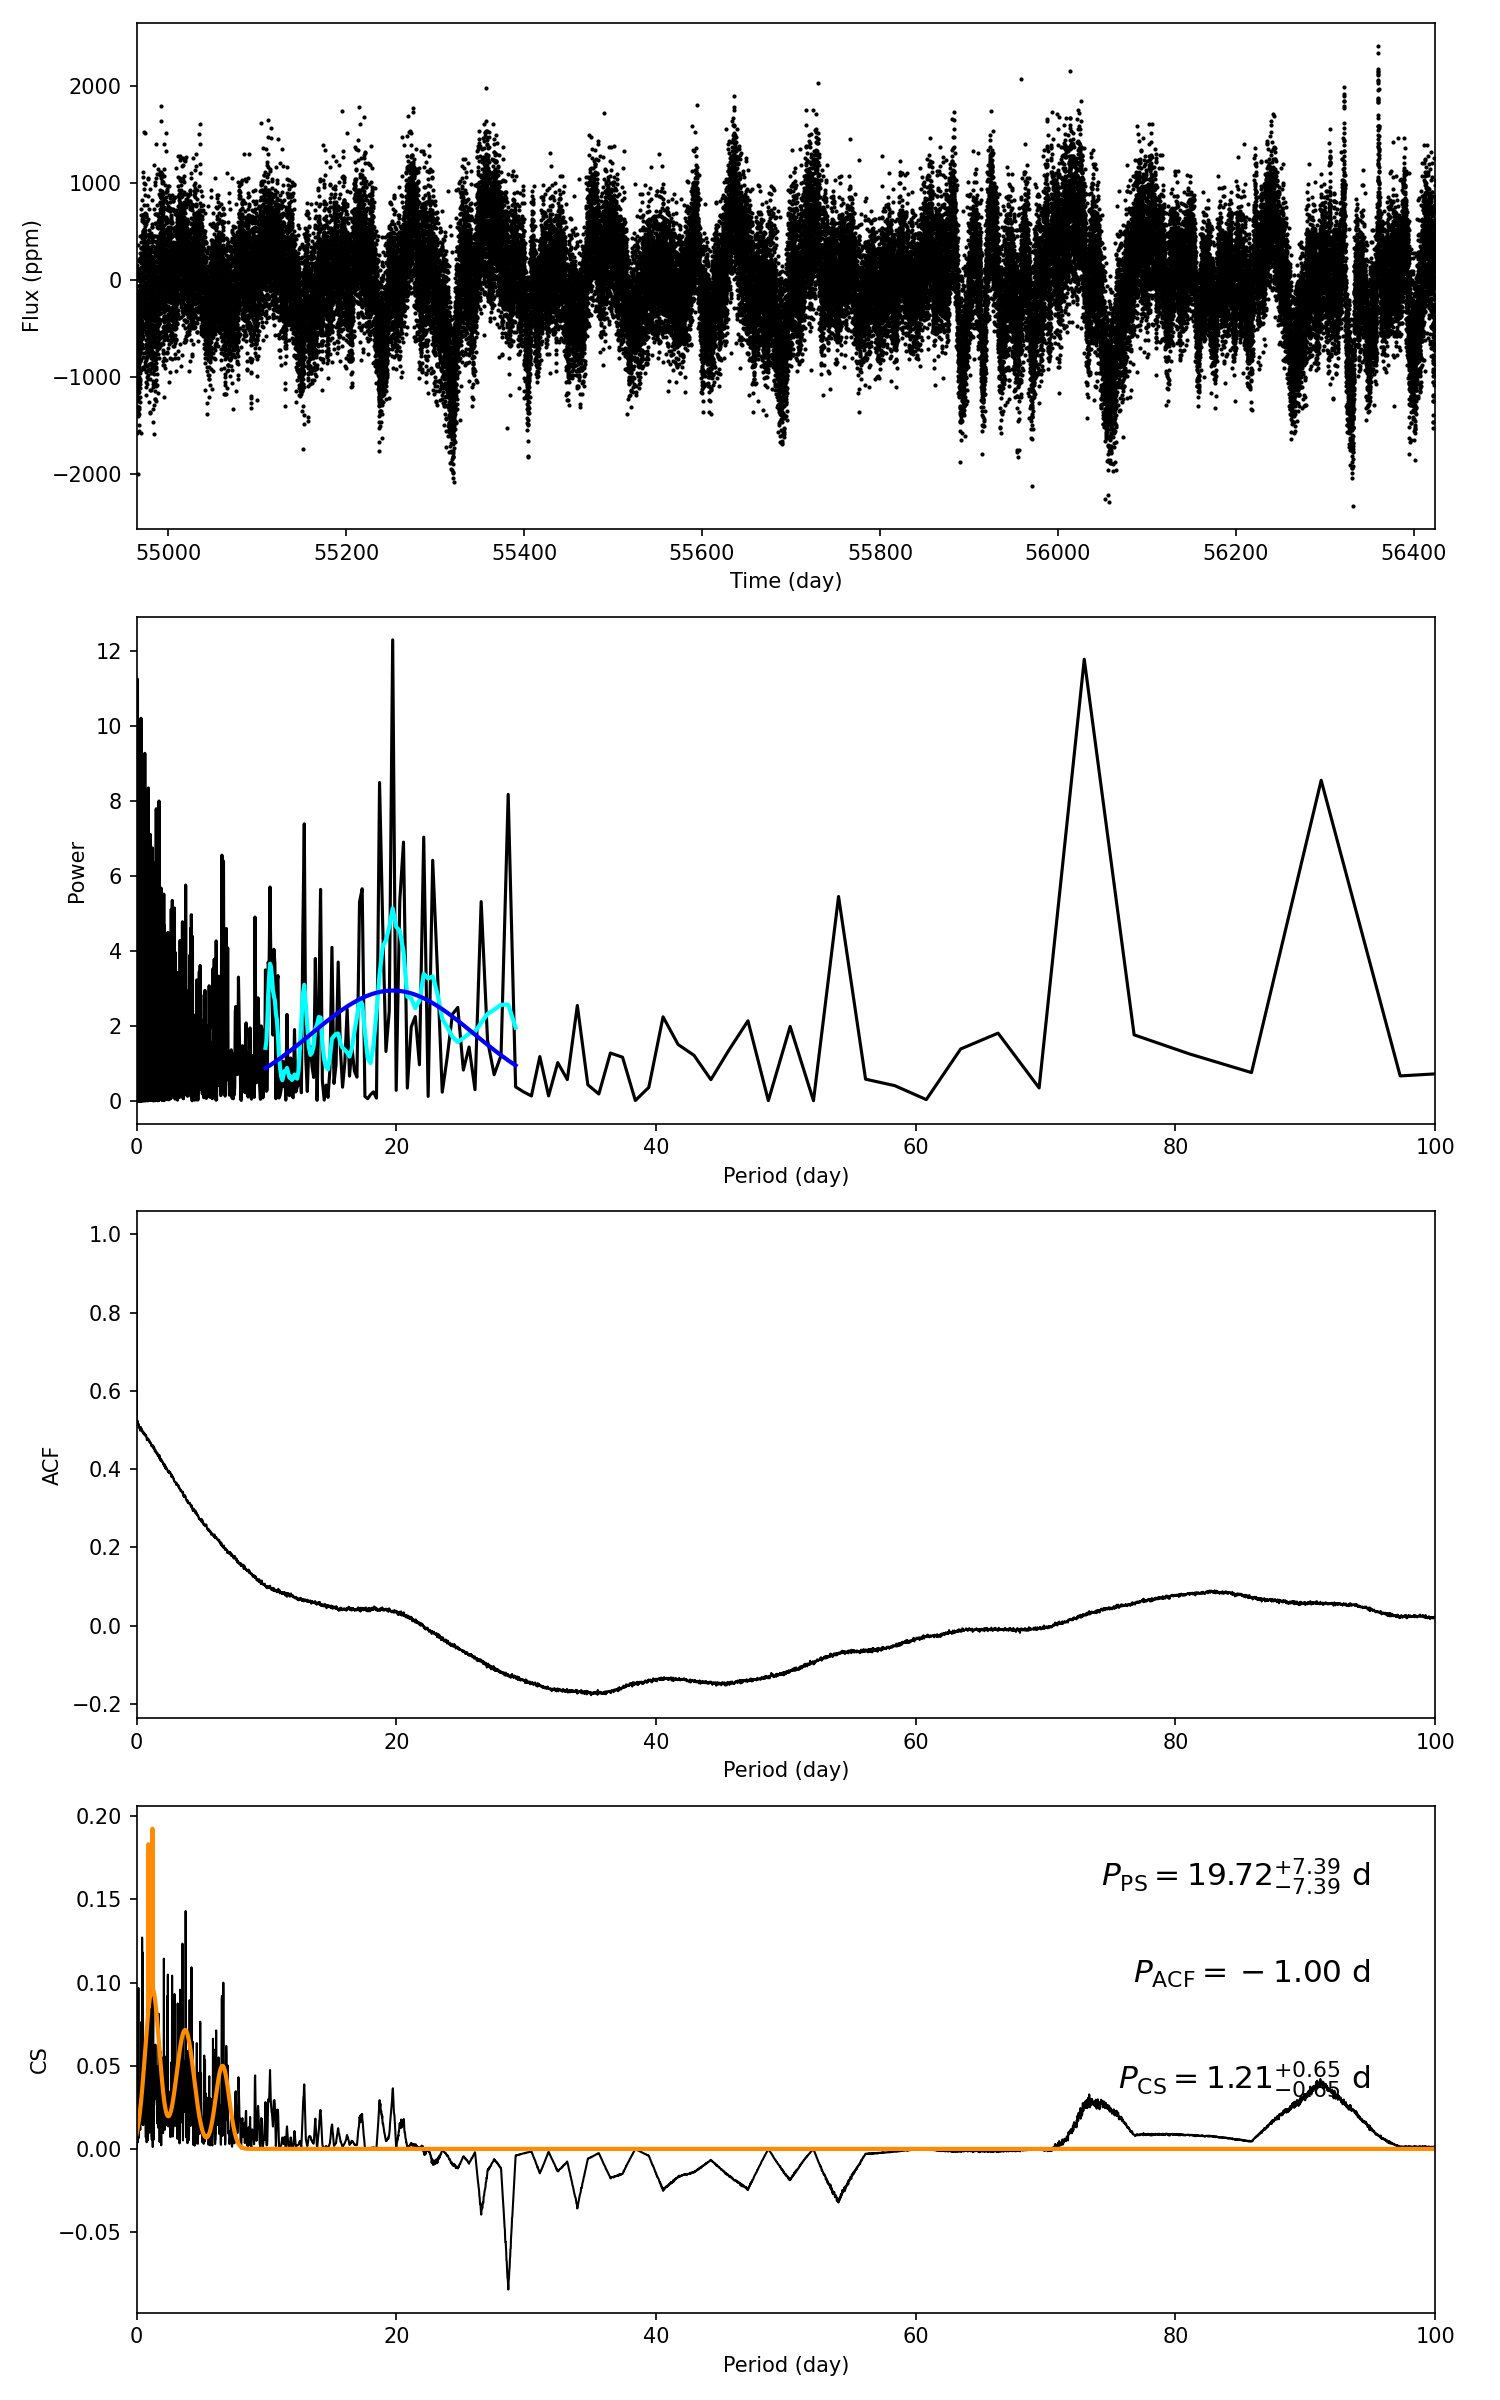 2000
1000
0
−1000
−2000
Flux (ppm)
55000 55200 55400 55600 55800 56000 56200 56400
Time (day)
12
10
8
6
4
2
0
Power
0 20 40 60 80 100
Period (day)
1.0
0.8
0.6
0.4
0.2
0.0
−0.2
ACF
0 20 40 60 80 100
Period (day)
0.20
0.15
0.10
0.05
0.00
−0.05
CS
P_PS = 19.72 +7.39 −7.39 d
P_ACF = −1.00 d
P_CS = 1.21 +0.65 −0.65 d
0 20 40 60 80 100
Period (day)